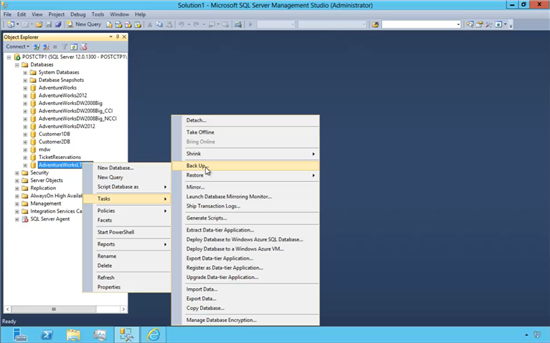 Solution1 - Microsoft SQL Server Management Studio (Administrator)
File Edit View Debug Tools Window Help
New Query
Object Explorer
Connect
POSTCTP1 (SQL Server 12.0.1300 - POSTCTP1\
Databases
System Databases
Database Snapshots
AdventureWorks
AdventureWorks2012
AdventureWorksDW2008Big
AdventureWorksDW2008Big_CCI
AdventureWorksDW2008Big_NCCI
AdventureWorksDW2012
Customer1DB
Customer2DB
mdw
TicketReservations
AdventureWorksLT
Security
Server Objects
Replication
AlwaysOn High Availa
Management
Integration Services Ca
SQL Server Agent
New Database...
New Query
Script Database as
Tasks
Policies
Facets
Start PowerShell
Reports
Rename
Delete
Refresh
Properties
Detach...
Take Offline
Bring Online
Shrink
Back Up...
Restore
Mirror...
Launch Database Mirroring Monitor...
Ship Transaction Logs...
Generate Scripts...
Extract Data-tier Application...
Deploy Database to Windows Azure SQL Database...
Deploy Database to a Windows Azure VM...
Export Data-tier Application...
Register as Data-tier Application...
Upgrade Data-tier Application...
Import Data...
Export Data...
Copy Database...
Manage Database Encryption...
Ready